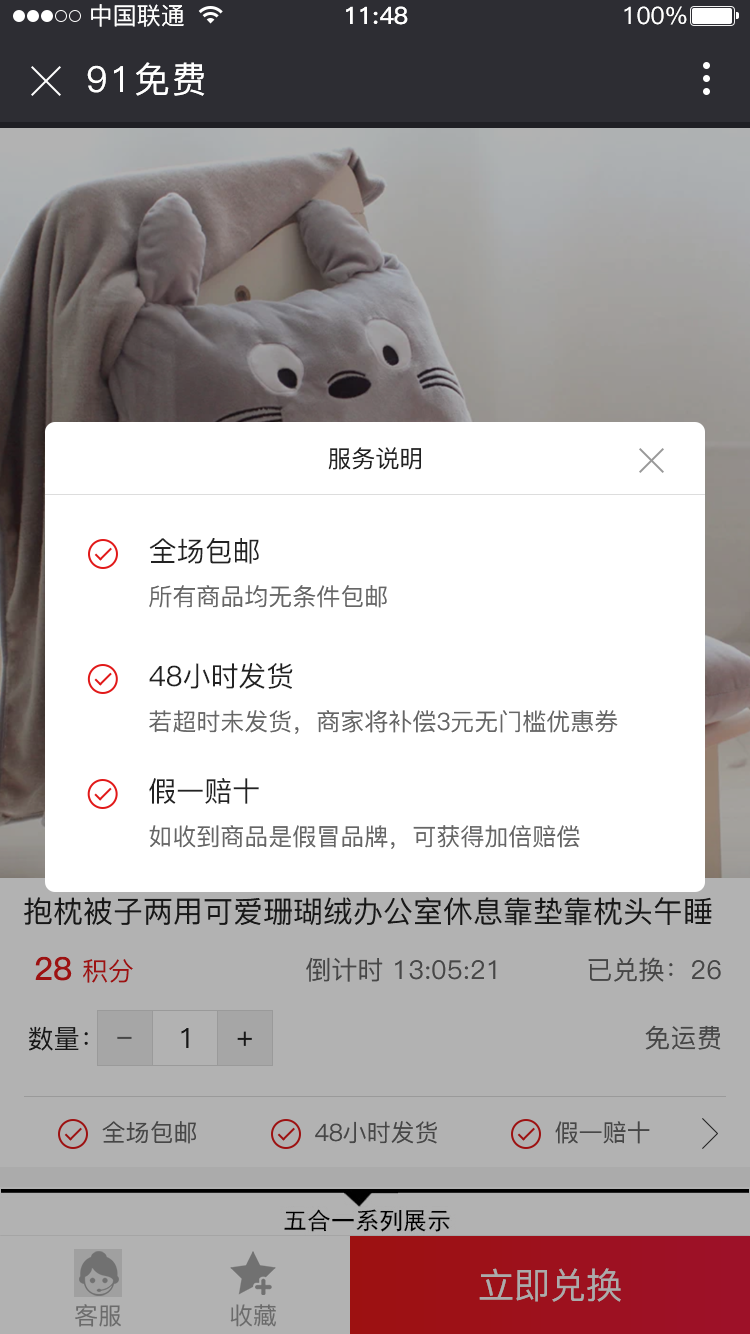 中国联通 11:48 100%
91免费
服务说明
全场包邮
所有商品均无条件包邮
48小时发货
若超时未发货，商家将补偿3元无门槛优惠券
假一赔十
如收到商品是假冒品牌，可获得加倍赔偿
抱枕被子两用可爱珊瑚绒办公室休息靠垫靠枕头午睡
28 积分 倒计时 13:05:21 已兑换：26
数量： － 1 + 免运费
全场包邮 48小时发货 假一赔十
五合一系列展示
客服 收藏 立即兑换